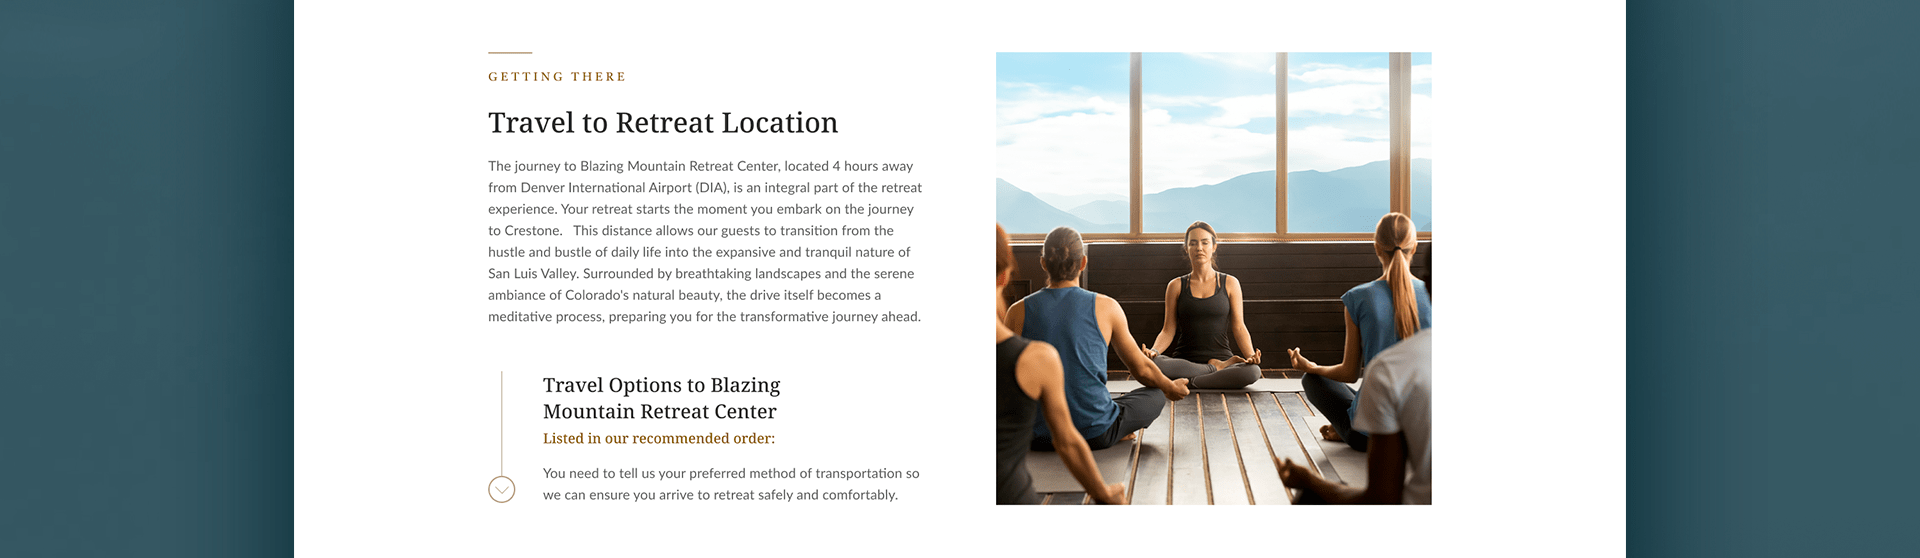 GETTING THERE
Travel to Retreat Location
The journey to Blazing Mountain Retreat Center, located 4 hours away
from Denver International Airport (DIA), is an integral part of the retreat
experience. Your retreat starts the moment you embark on the journey
to Crestone.   This distance allows our guests to transition from the
hustle and bustle of daily life into the expansive and tranquil nature of
San Luis Valley. Surrounded by breathtaking landscapes and the serene
ambiance of Colorado's natural beauty, the drive itself becomes a
meditative process, preparing you for the transformative journey ahead.
Travel Options to Blazing
Mountain Retreat Center
Listed in our recommended order:
You need to tell us your preferred method of transportation so
we can ensure you arrive to retreat safely and comfortably.